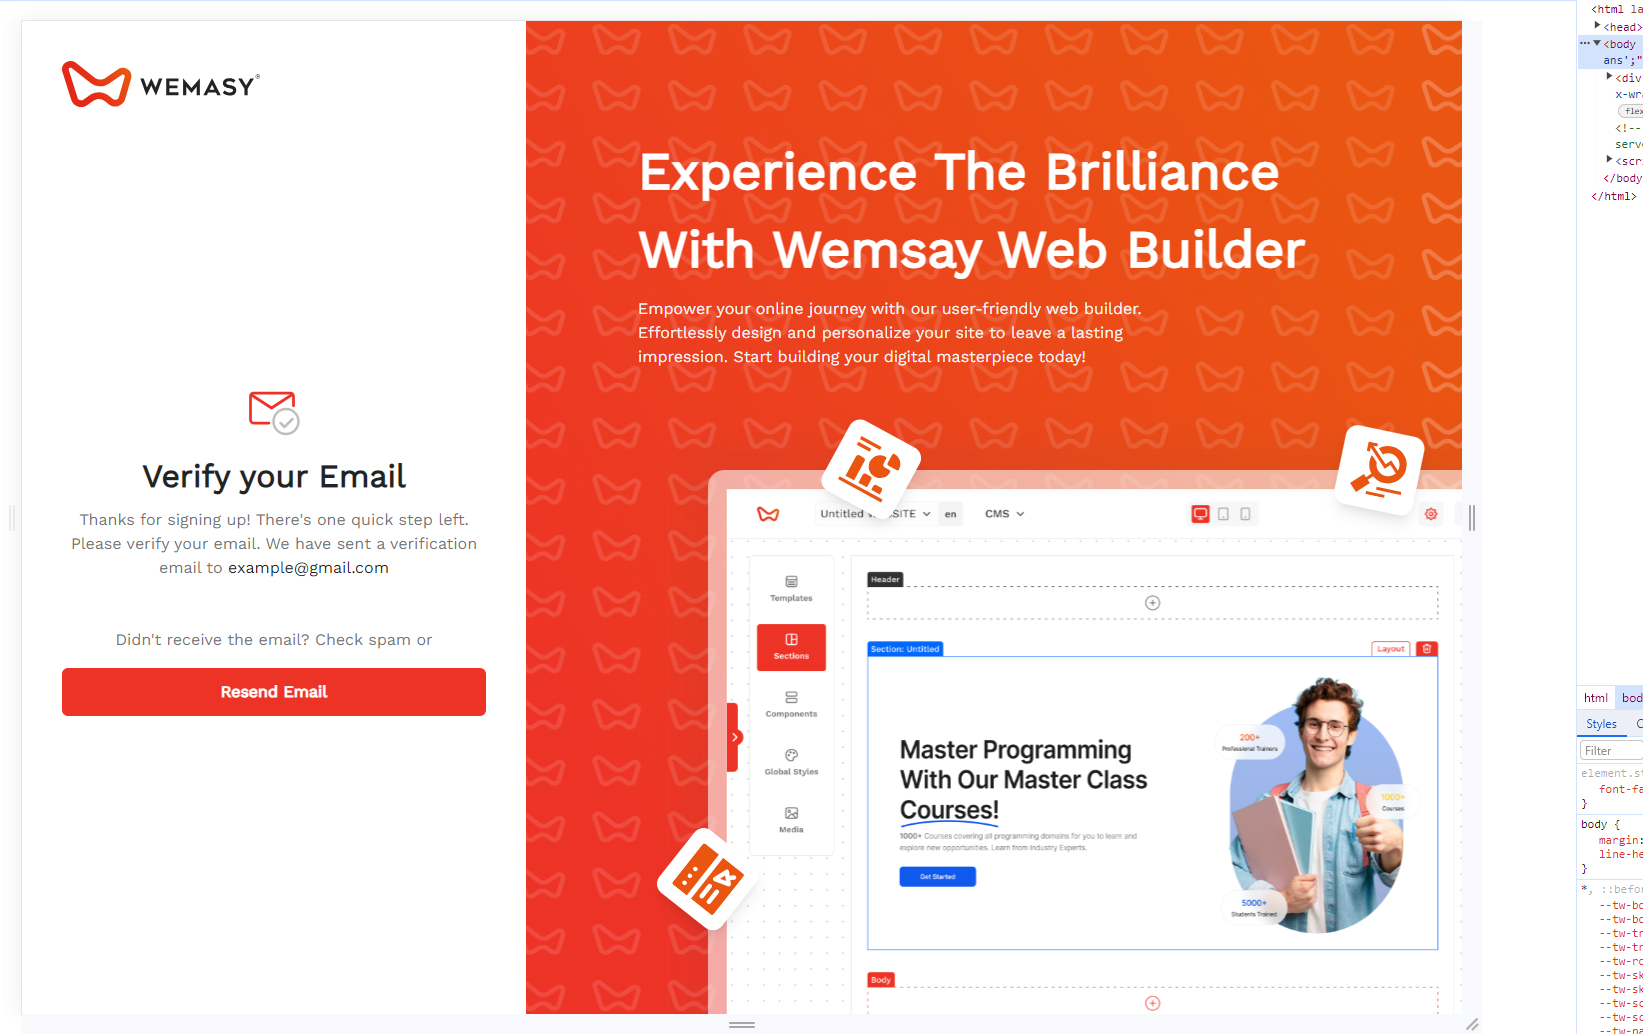 WEMASY®
Verify your Email
Thanks for signing up! There's one quick step left.
Please verify your email. We have sent a verification
email to example@gmail.com
Didn't receive the email? Check spam or
Resend Email
Experience The Brilliance
With Wemsay Web Builder
Empower your online journey with our user-friendly web builder.
Effortlessly design and personalize your site to leave a lasting
impression. Start building your digital masterpiece today!
Untitled
SITE
en
CMS
Templates
Sections
Components
Global Styles
Media
Header
Section: Untitled
Layout
Master Programming
With Our Master Class
Courses!
1000+ Courses covering all programming domains for you to learn and
explore new opportunities. Learn from Industry Experts.
Get Started
200+
Professional Trainers
1000+
Courses
5000+
Students Trained
Body
<html la
<head>
<body
ans';"
<div
x-wra
flex
<!--
serve
<scri
</body
</html>
html
bod
Styles
Filter
element.st
font-fa
}
body {
margin:
line-he
}
*, ::befor
--tw-bo
--tw-bo
--tw-tr
--tw-tr
--tw-ro
--tw-sk
--tw-sk
--tw-sc
--tw-sc
--tw-pa